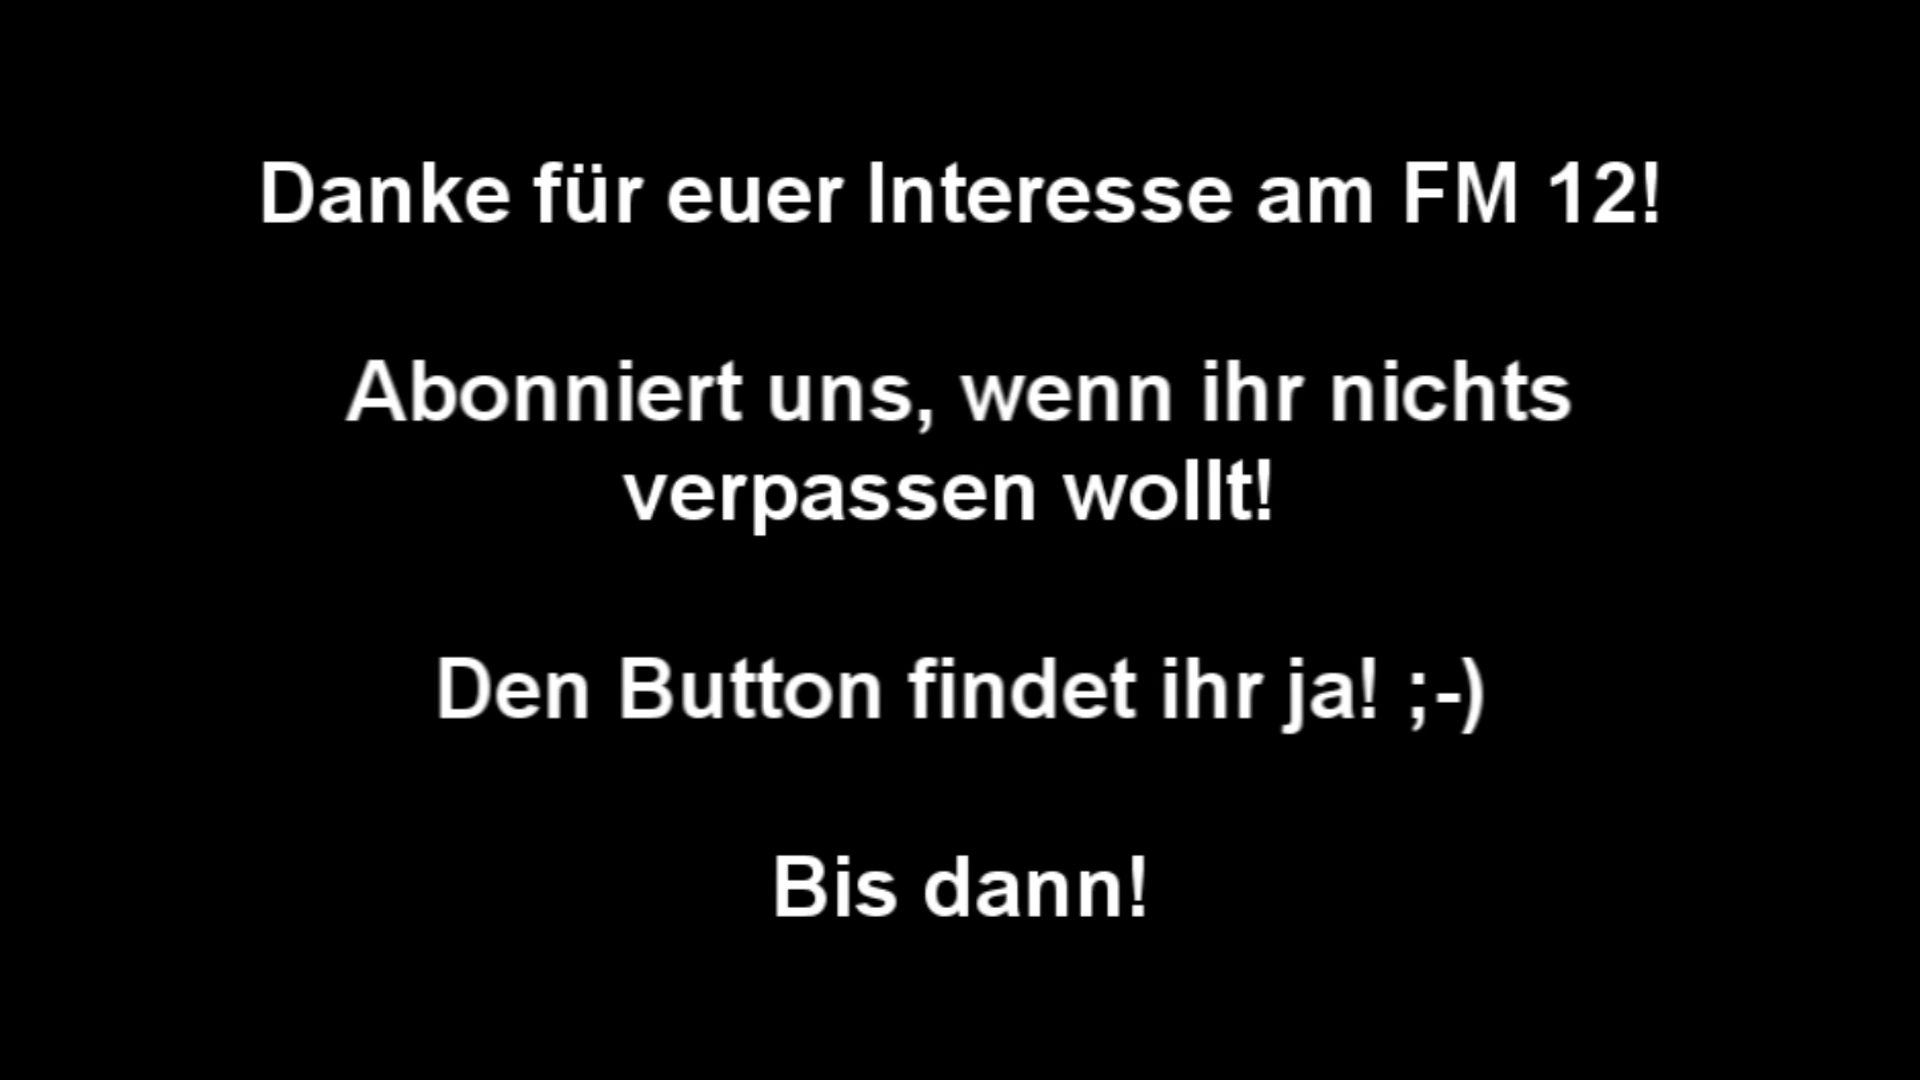 Danke für euer Interesse am FM 12!
Abonniert uns, wenn ihr nichts
verpassen wollt!
Den Button findet ihr ja! ;-)
Bis dann!